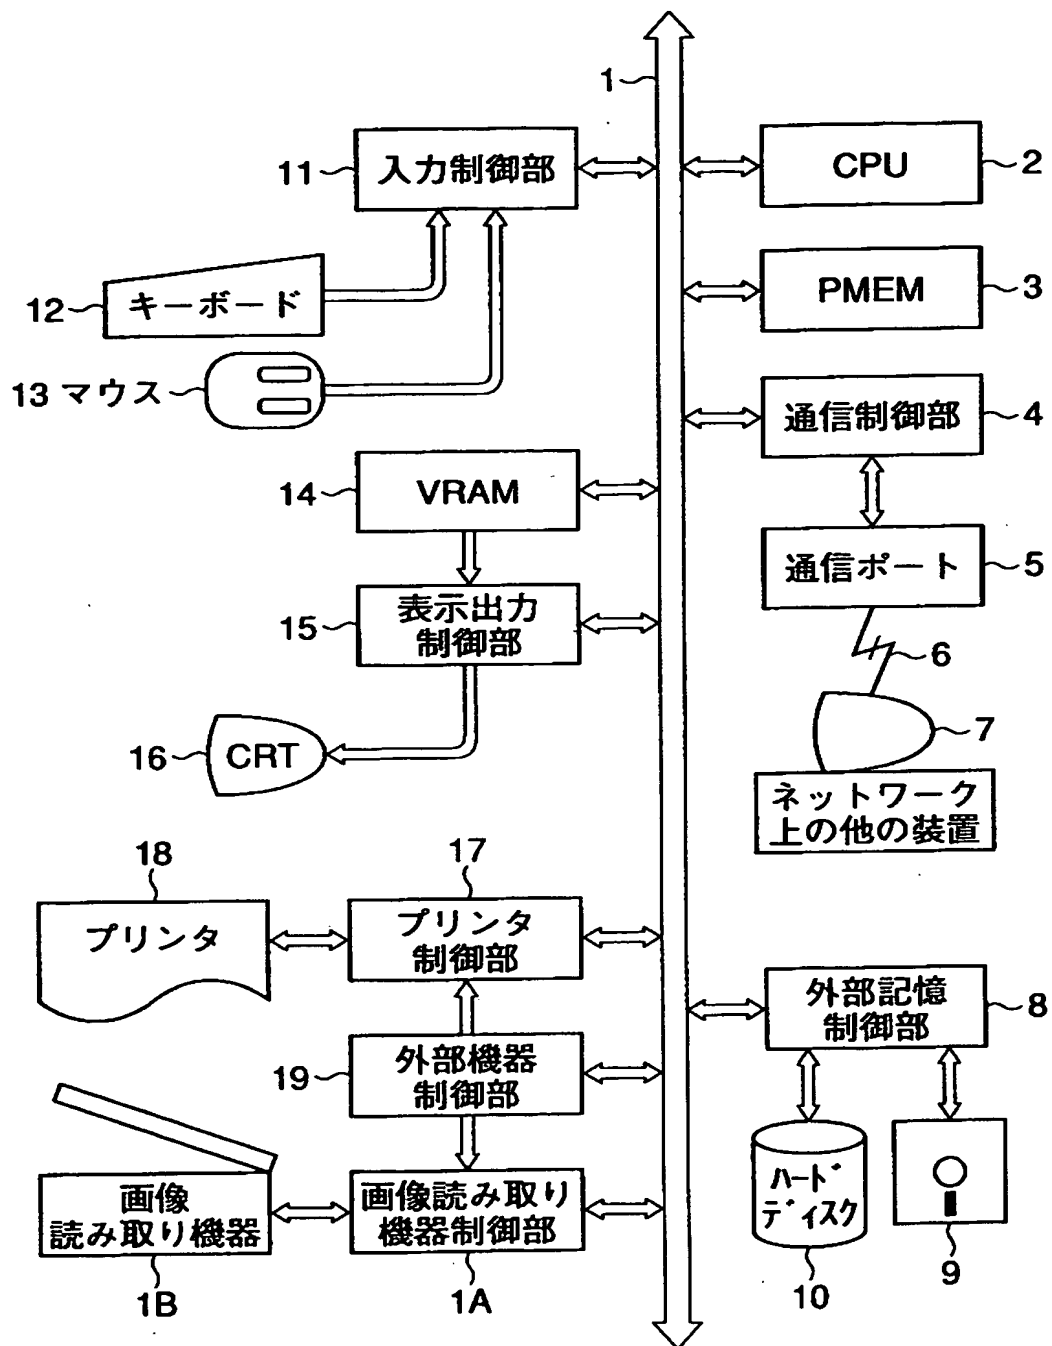 1
入力制御部
11
CPU
2
キーボード
12
PMEM
3
13 マウス
通信制御部
4
VRAM
14
通信ポート
5
表示出力
制御部
15
6
CRT
16
7
ネットワーク
上の他の装置
18
プリンタ
17
プリンタ
制御部
外部記憶
制御部
8
外部機器
制御部
19
画像
読み取り機器
1B
画像読み取り
機器制御部
1A
ハード
ディスク
10
9